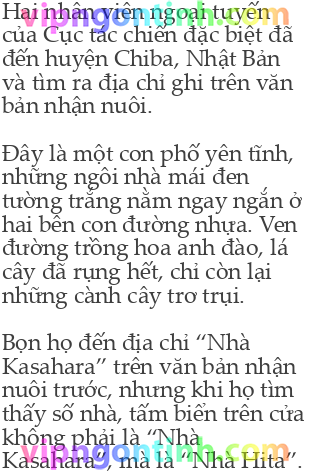 Hai nhân viên ngoại tuyến
của Cục tác chiến đặc biệt đã
đến huyện Chiba, Nhật Bản
và tìm ra địa chỉ ghi trên văn
bản nhận nuôi.
Đây là một con phố yên tĩnh,
những ngôi nhà mái đen
tường trắng nằm ngay ngắn ở
hai bên con đường nhựa. Ven
đường trồng hoa anh đào, lá
cây đã rụng hết, chỉ còn lại
những cành cây trơ trụi.
Bọn họ đến địa chỉ “Nhà
Kasahara” trên văn bản nhận
nuôi trước, nhưng khi họ tìm
thấy số nhà, tấm biển trên cửa
không phải là “Nhà
Kasahara”, mà là “Nhà Hita”.
vipngontinh.com
vipngontinh.com